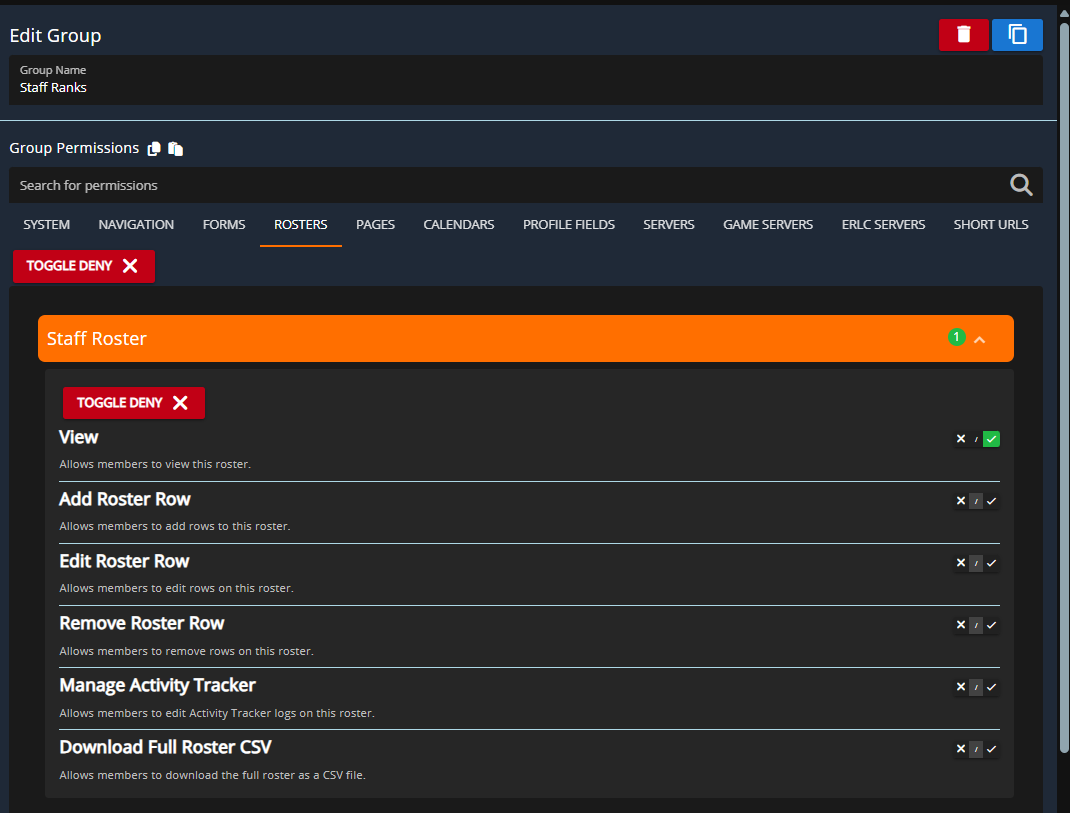 Edit Group
Group Name
Staff Ranks
Group Permissions
Search for permissions
SYSTEM NAVIGATION FORMS ROSTERS PAGES CALENDARS PROFILE FIELDS SERVERS GAME SERVERS ERLC SERVERS SHORT URLS
TOGGLE DENY
Staff Roster 1
TOGGLE DENY
View /
Allows members to view this roster.
Add Roster Row /
Allows members to add rows to this roster.
Edit Roster Row /
Allows members to edit rows on this roster.
Remove Roster Row /
Allows members to remove rows on this roster.
Manage Activity Tracker /
Allows members to edit Activity Tracker logs on this roster.
Download Full Roster CSV /
Allows members to download the full roster as a CSV file.